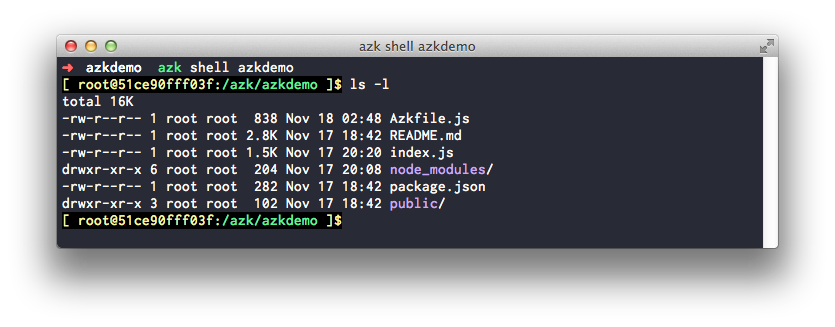 azk shell azkdemo
➜ azkdemo azk shell azkdemo
[ root@51ce90fff03f:/azk/azkdemo ]$ ls -l
total 16K
-rw-r--r-- 1 root root  838 Nov 18 02:48 Azkfile.js
-rw-r--r-- 1 root root 2.8K Nov 17 18:42 README.md
-rw-r--r-- 1 root root 1.5K Nov 17 20:20 index.js
drwxr-xr-x 6 root root  204 Nov 17 20:08 node_modules/
-rw-r--r-- 1 root root  282 Nov 17 18:42 package.json
drwxr-xr-x 3 root root  102 Nov 17 18:42 public/
[ root@51ce90fff03f:/azk/azkdemo ]$